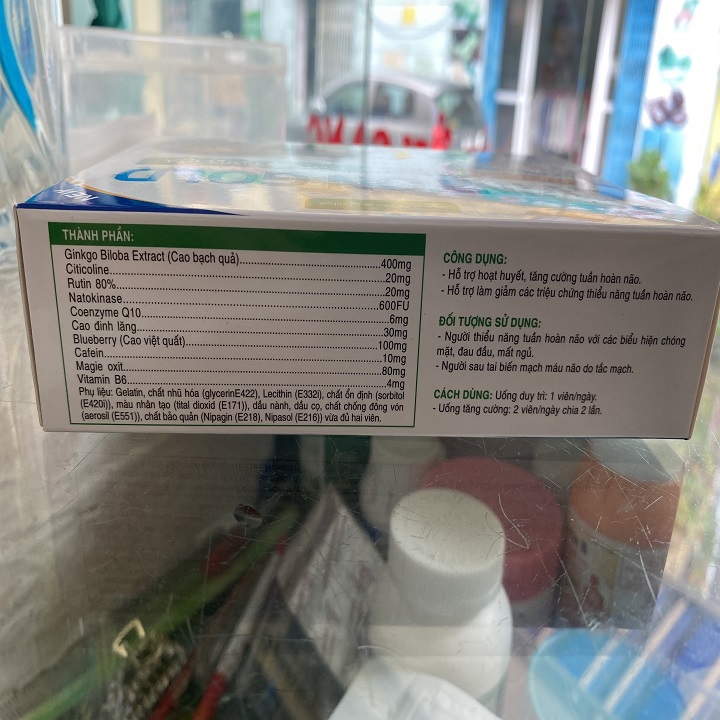 THÀNH PHẦN:
Ginkgo Biloba Extract (Cao bạch quả)..........400mg
Citicoline..........20mg
Rutin 80%..........20mg
Natokinase..........600FU
Coenzyme Q10..........6mg
Cao đinh lăng..........30mg
Blueberry (Cao việt quất)..........100mg
Cafein..........10mg
Magie oxit..........80mg
Vitamin B6..........4mg
Phụ liệu: Gelatin, chất nhũ hóa (glycerinE422), Lecithin (E332i), chất ổn định (sorbitol
(E420i)), màu nhân tạo (tital dioxid (E171)), dầu nành, dầu cọ, chất chống đông vón
(aerosil (E551)), chất bảo quản (Nipagin (E218), Nipasol (E216)) vừa đủ hai viên.
CÔNG DỤNG:
- Hỗ trợ hoạt huyết, tăng cường tuần hoàn não.
- Hỗ trợ làm giảm các triệu chứng thiểu năng tuần hoàn não.
ĐỐI TƯỢNG SỬ DỤNG:
- Người thiểu năng tuần hoàn não với các biểu hiện chóng
mặt, đau đầu, mất ngủ.
- Người sau tai biến mạch máu não do tắc mạch.
CÁCH DÙNG: Uống duy trì: 1 viên/ngày.
- Uống tăng cường: 2 viên/ngày chia 2 lần.